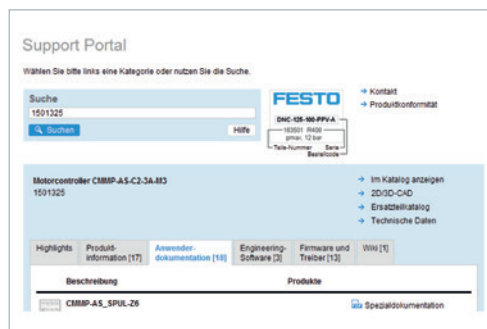 Support Portal
Wählen Sie bitte links eine Kategorie oder nutzen Sie die Suche.
Suche
1501325
Suchen
Hilfe
FESTO
DNC-125-100-PPV-A
163501 R408
pmax. 12 bar
Teile-Nummer Serie
Bestellcode
Kontakt
Produktkonformität
Motorcontroller CMMP-AS-C2-3A-M3
1501325
Im Katalog anzeigen
2D/3D-CAD
Ersatzteilkatalog
Technische Daten
Highlights
Produkt-
information [17]
Anwender-
dokumentation [18]
Engineering-
Software [3]
Firmware und
Treiber [13]
Wiki [1]
Beschreibung Produkte
CMMP-AS_SPUL-Z6 Spezialdokumentation